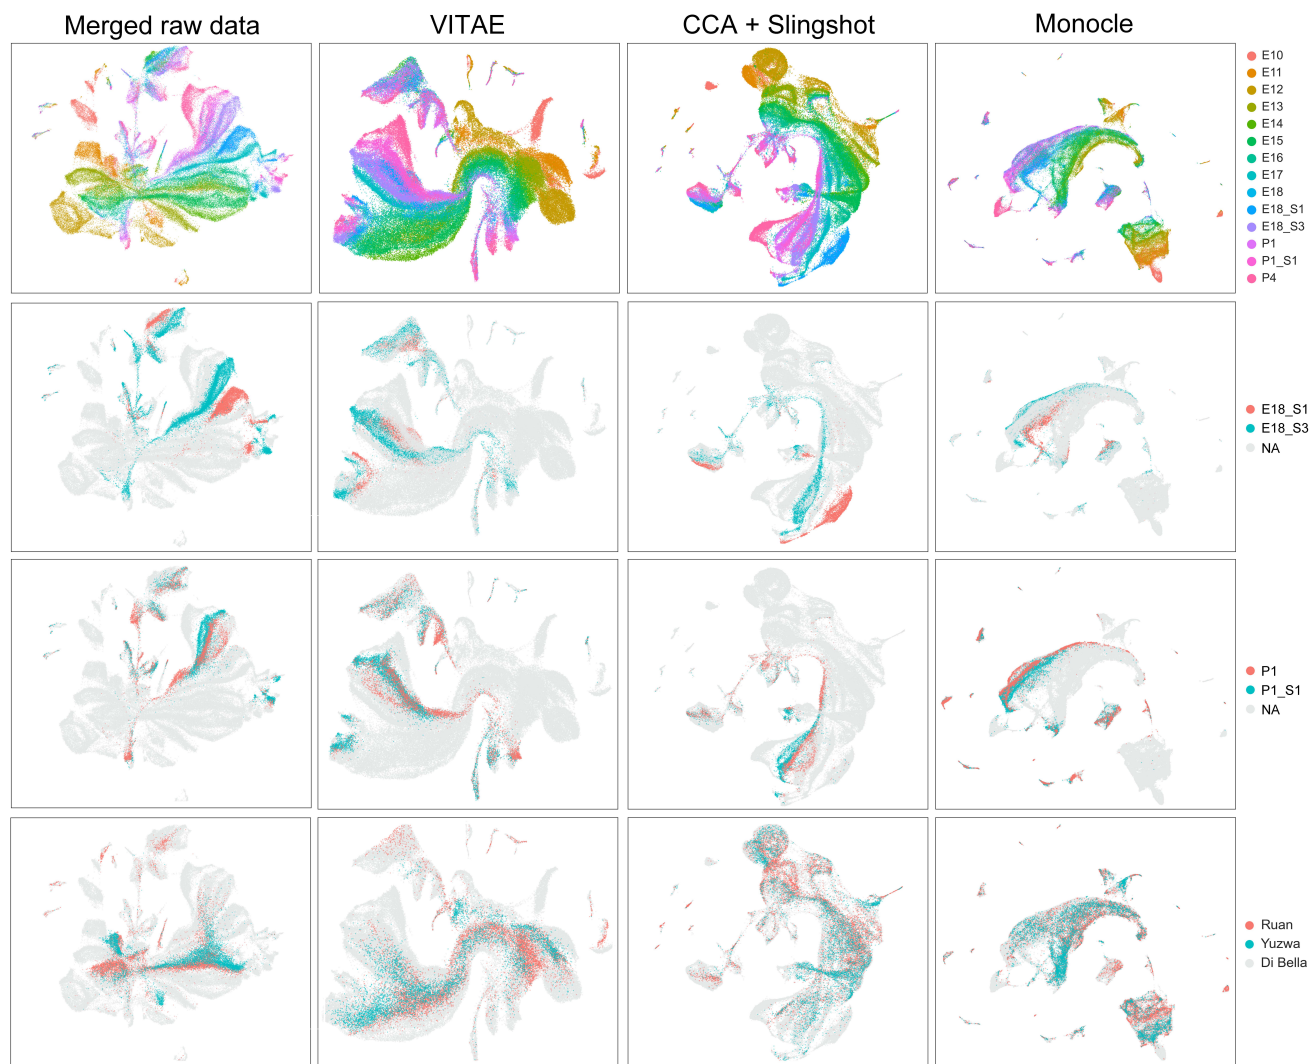 Merged raw data
VITAE
CCA + Slingshot
Monocle
E10
E11
E12
E13
E14
E15
E16
E17
E18
E18_S1
E18_S3
P1
P1_S1
P4
E18_S1
E18_S3
NA
P1
P1_S1
NA
Ruan
Yuzwa
Di Bella